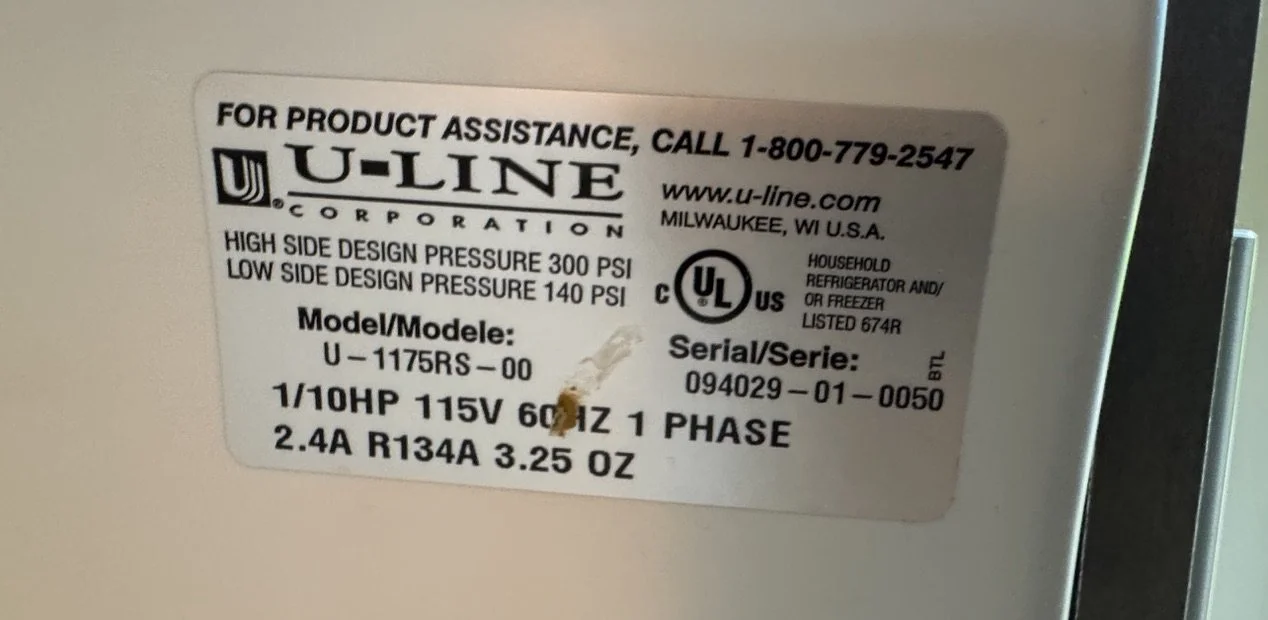 FOR PRODUCT ASSISTANCE, CALL 1-800-779-2547
U-LINE
CORPORATION
www.u-line.com
MILWAUKEE, WI U.S.A.
HIGH SIDE DESIGN PRESSURE 300 PSI
LOW SIDE DESIGN PRESSURE 140 PSI
C UL® US
HOUSEHOLD
REFRIGERATOR AND/
OR FREEZER
LISTED 674R
Model/Modele:
U-1175RS-00
Serial/Serie:
094029-01-0050
BTL
1/10HP 115V 60HZ 1 PHASE
2.4A R134A 3.25 OZ